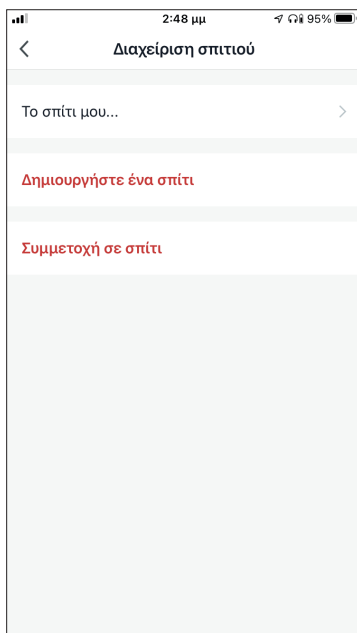 2:48 μμ 95%
Διαχείριση σπιτιού
Το σπίτι μου...
Δημιουργήστε ένα σπίτι
Συμμετοχή σε σπίτι